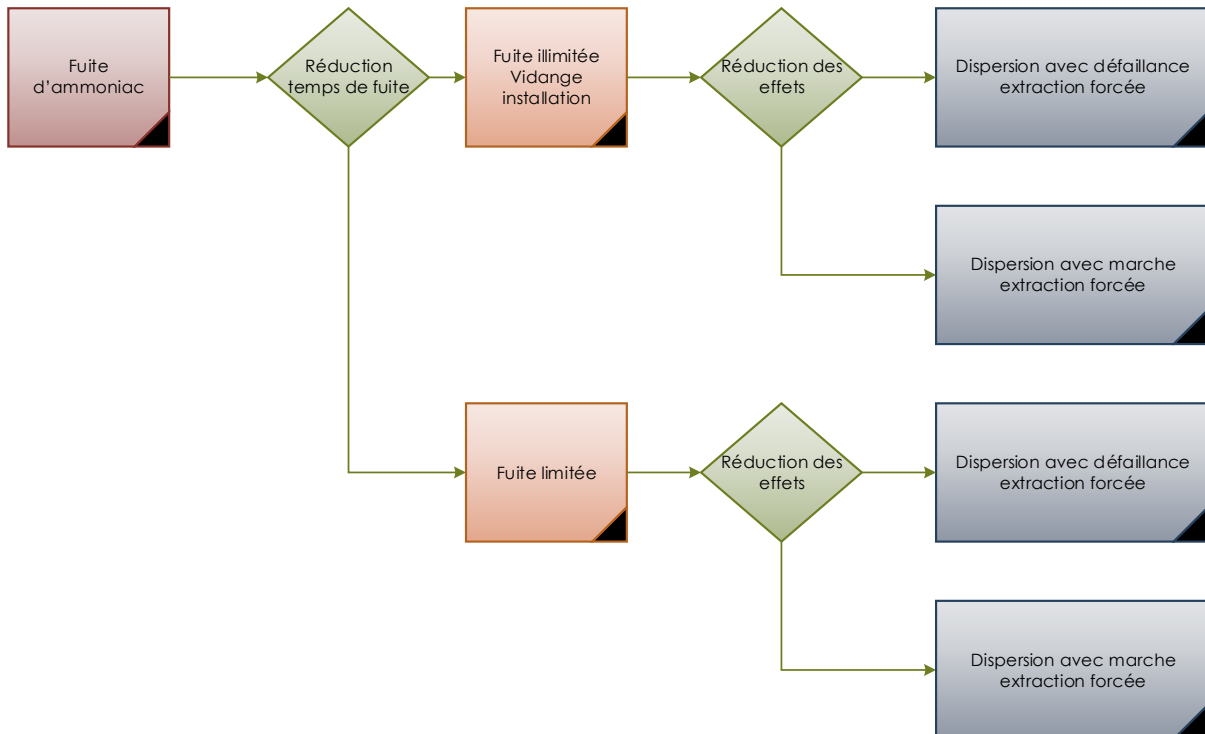 Fuite
d'ammoniac
Réduction
temps de fuite
Fuite illimitée
Vidange
installation
Réduction des
effets
Dispersion avec défaillance
extraction forcée
Dispersion avec marche
extraction forcée
Fuite limitée
Réduction des
effets
Dispersion avec défaillance
extraction forcée
Dispersion avec marche
extraction forcée